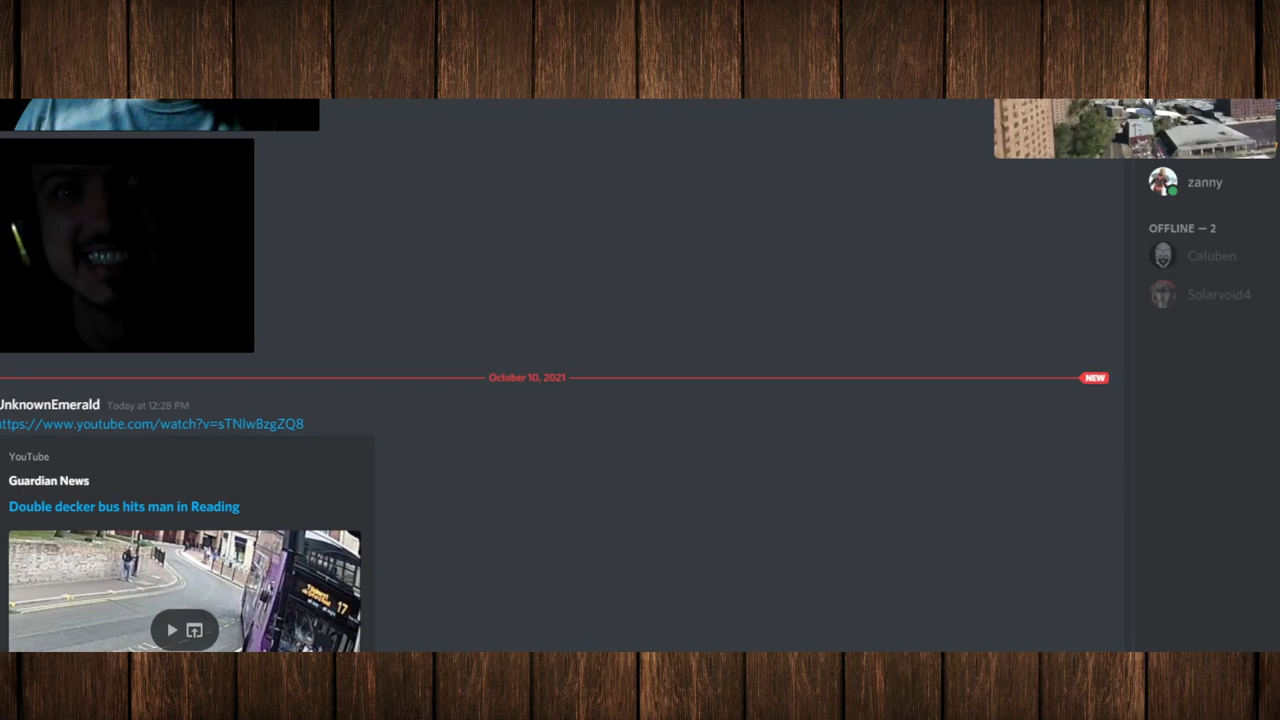 zanny
OFFLINE — 2
Caluben
Solarvoid4
October 10, 2021
NEW
UnknownEmerald Today at 12:28 PM
https://www.youtube.com/watch?v=sTNlwBzgZQ8
YouTube
Guardian News
Double decker bus hits man in Reading
17